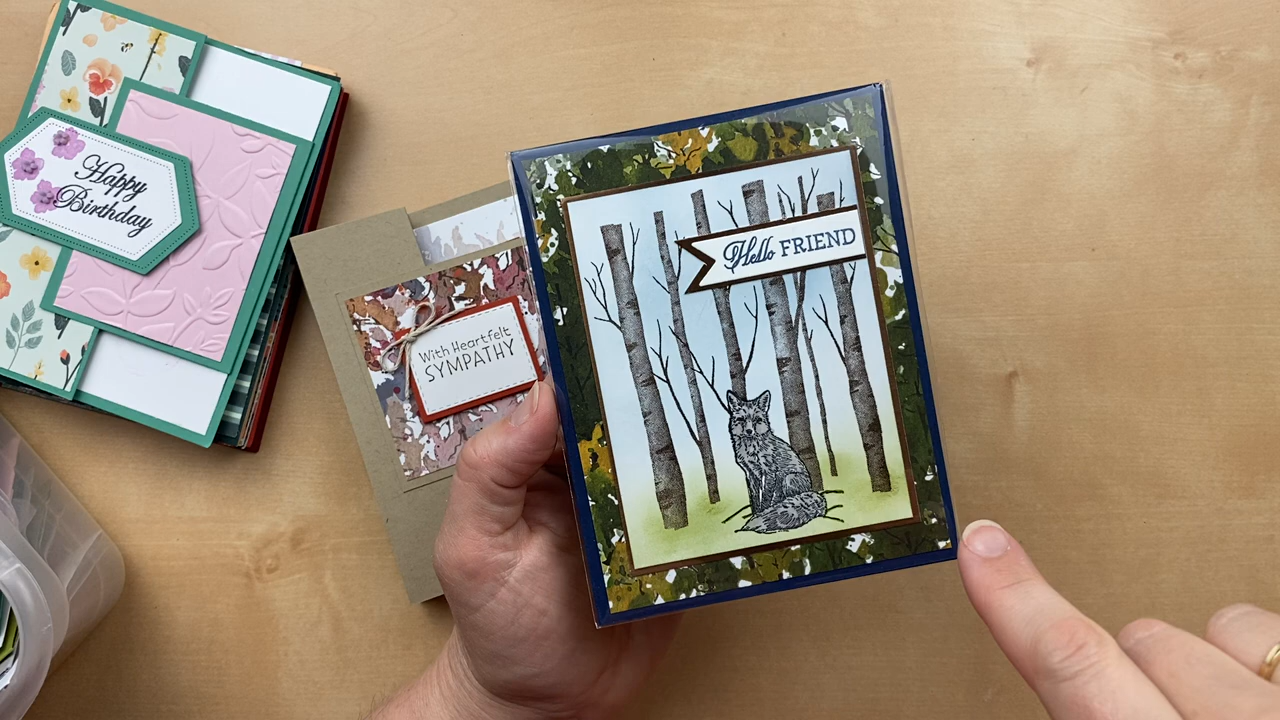 Happy
Birthday
With Heartfelt
SYMPATHY
Hello FRIEND